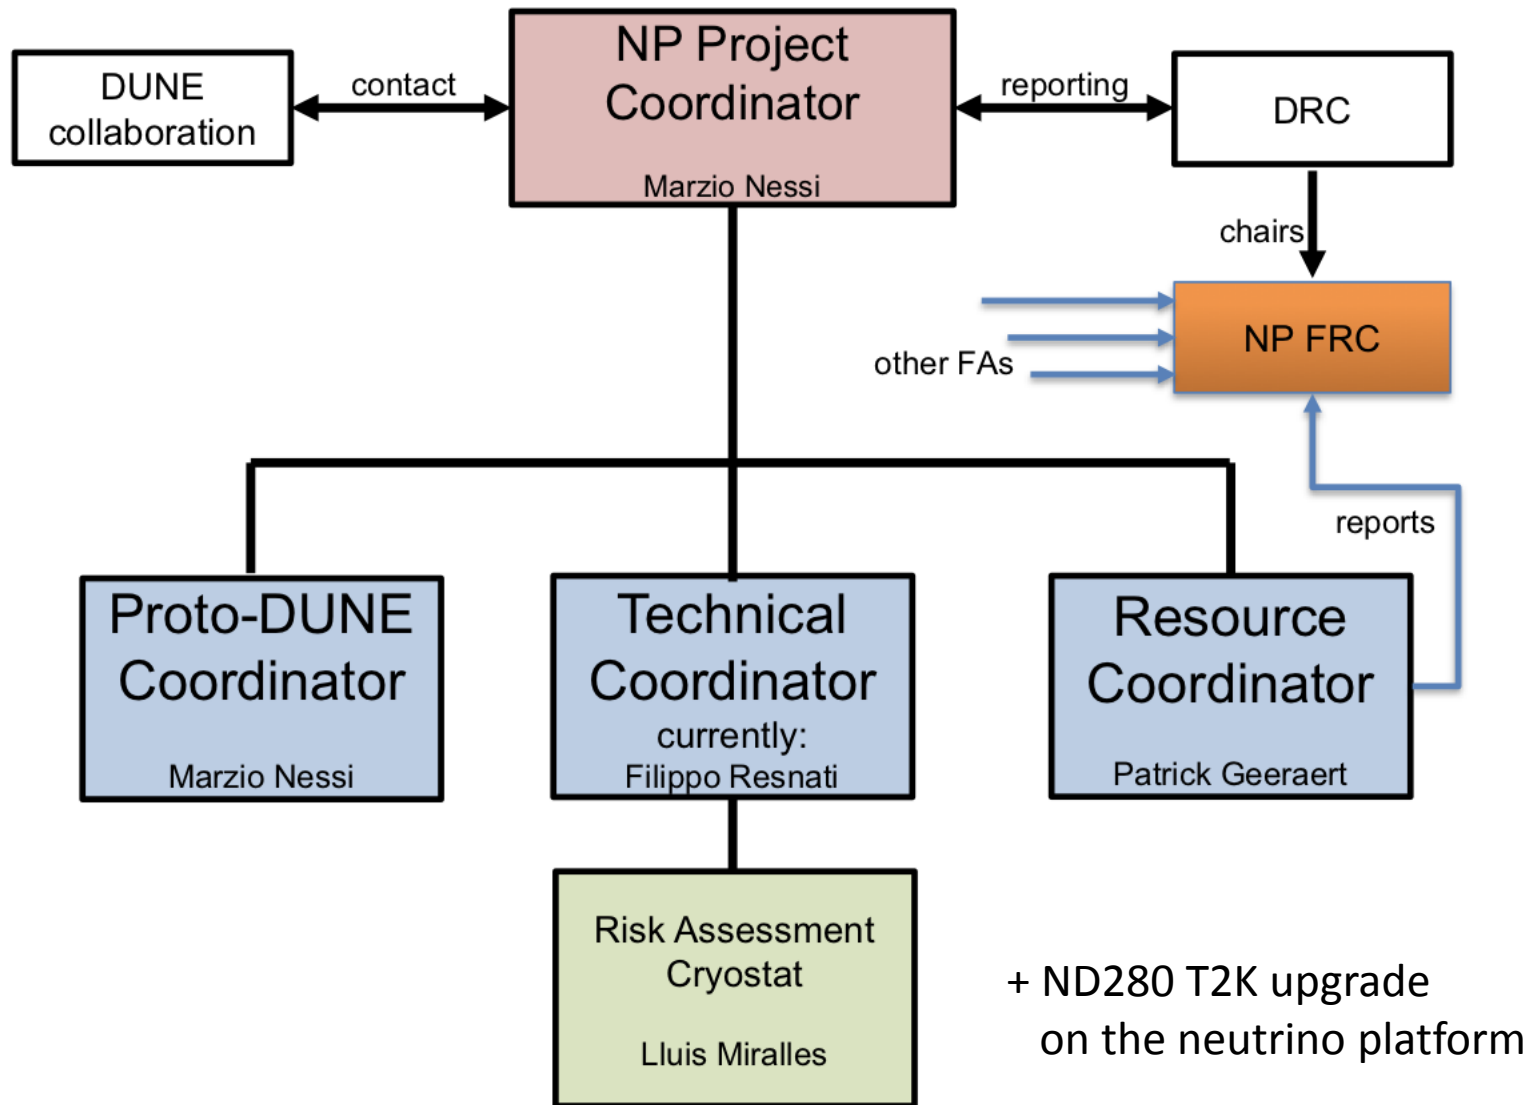 NP Project
Coordinator
Marzio Nessi
DUNE
collaboration
contact
reporting
DRC
chairs
NP FRC
other FAs
reports
Proto-DUNE
Coordinator
Marzio Nessi
Technical
Coordinator
currently:
Filippo Resnati
Resource
Coordinator
Patrick Geeraert
Risk Assessment
Cryostat
Lluis Miralles
+ ND280 T2K upgrade
on the neutrino platform